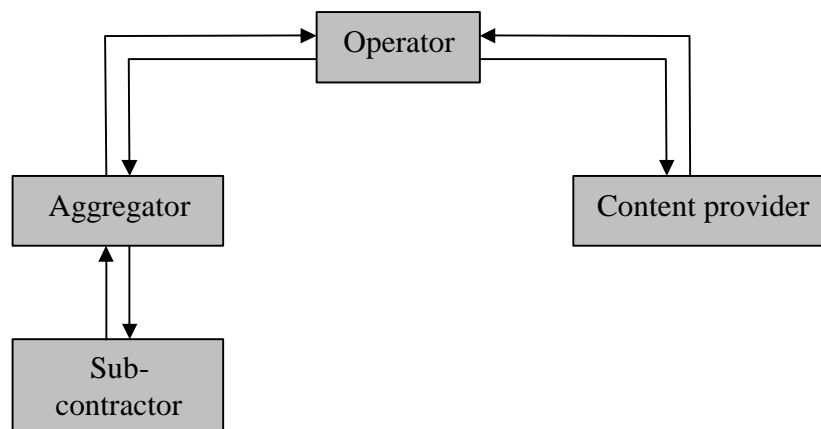 Operator
Aggregator
Content provider
Sub-
contractor